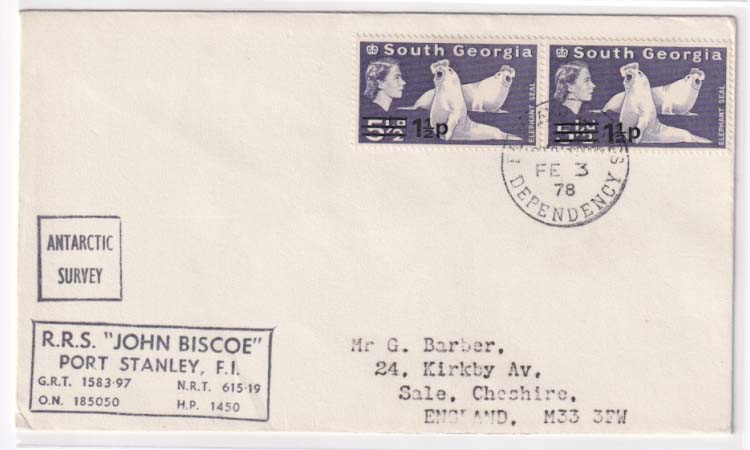 South Georgia
ELEPHANT SEAL
1½p
South Georgia
ELEPHANT SEAL
1½p
FE 3
78
DEPENDENCY
ANTARCTIC
SURVEY
R.R.S. "JOHN BISCOE"
PORT STANLEY, F.I.
G.R.T. 1583·97 N.R.T. 615·19
O.N. 185050 H.P. 1450
Mr G. Barber,
24, Kirkby Av,
Sale, Cheshire,
ENGLAND, M33 3FW